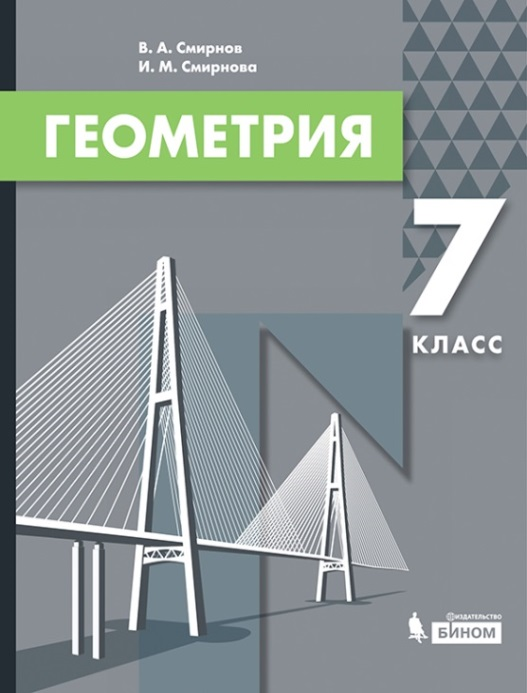 В. А. Смирнов
И. М. Смирнова
ГЕОМЕТРИЯ
7
КЛАСС
ИЗДАТЕЛЬСТВО
БИНОМ